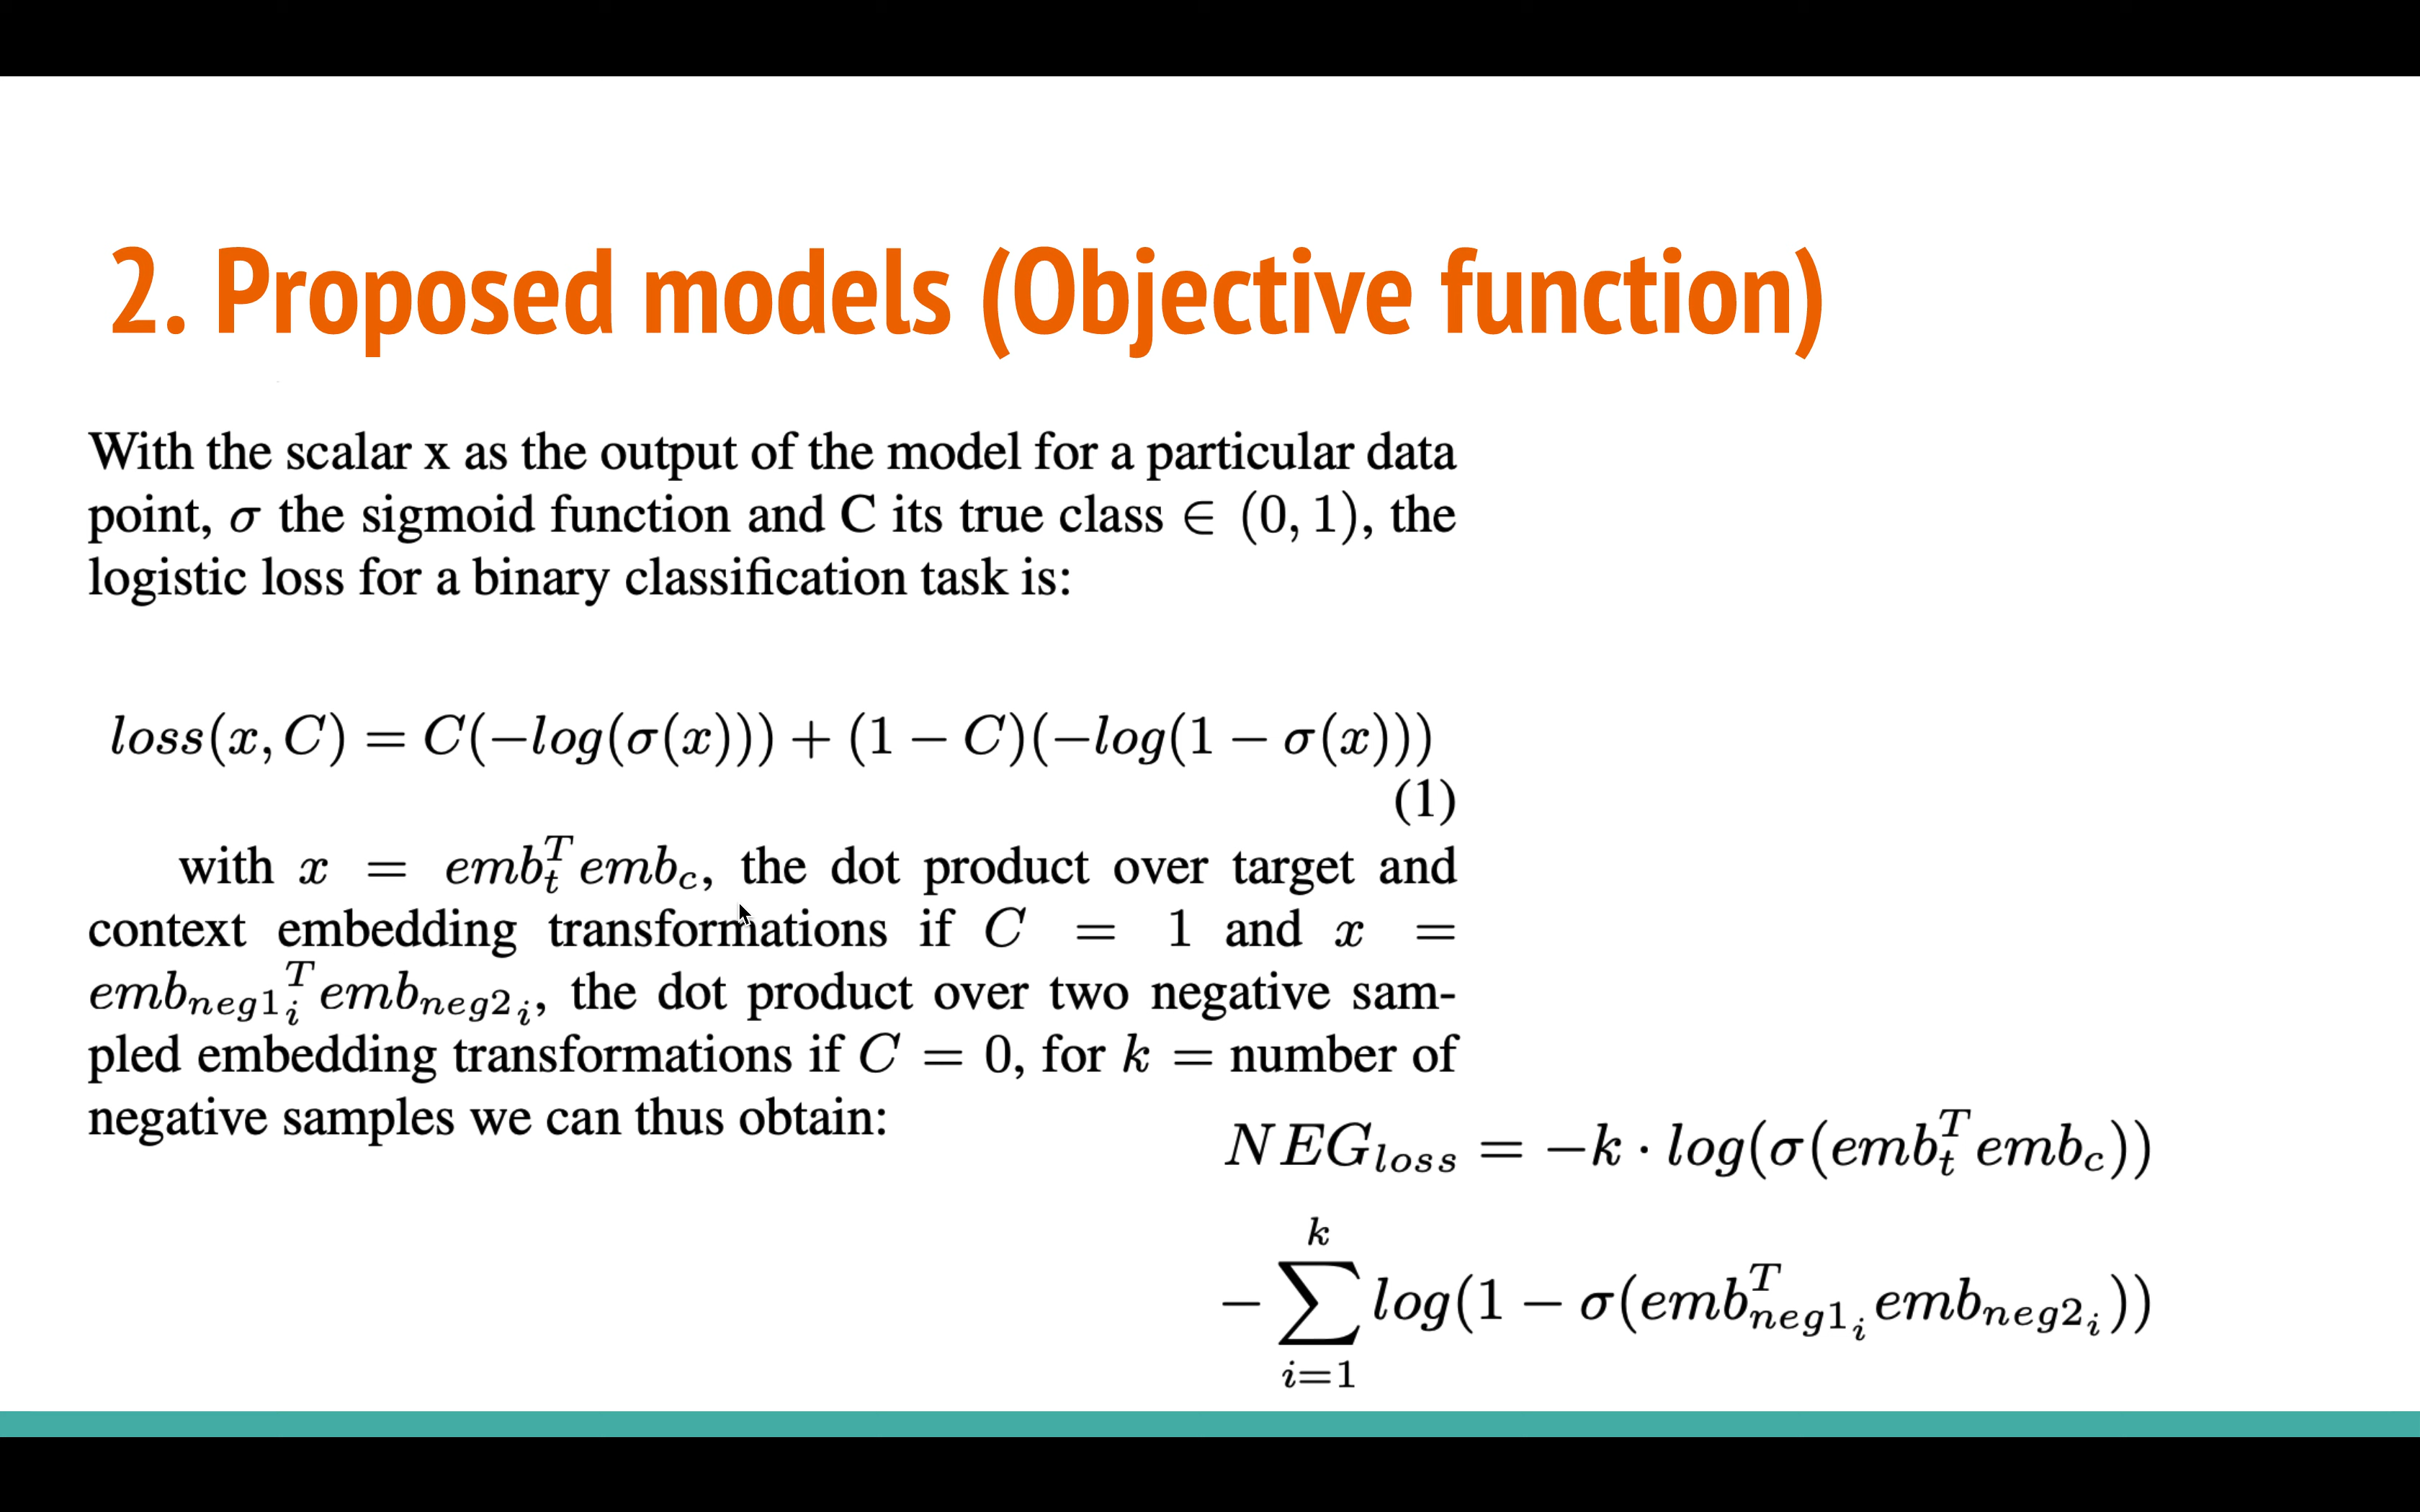 2. Proposed models (Objective function)
With the scalar x as the output of the model for a particular data
point, σ the sigmoid function and C its true class ∈ (0, 1), the
logistic loss for a binary classification task is:
loss(x, C) = C(−log(σ(x))) + (1 − C)(−log(1 − σ(x)))
(1)
with x = emb_t^T emb_c, the dot product over target and
context embedding transformations if C = 1 and x =
emb_{neg1_i}^T emb_{neg2_i}, the dot product over two negative sam-
pled embedding transformations if C = 0, for k = number of
negative samples we can thus obtain:
NEG_{loss} = −k · log(σ(emb_t^T emb_c))
− ∑_{i=1}^k log(1 − σ(emb_{neg1_i}^T emb_{neg2_i}))